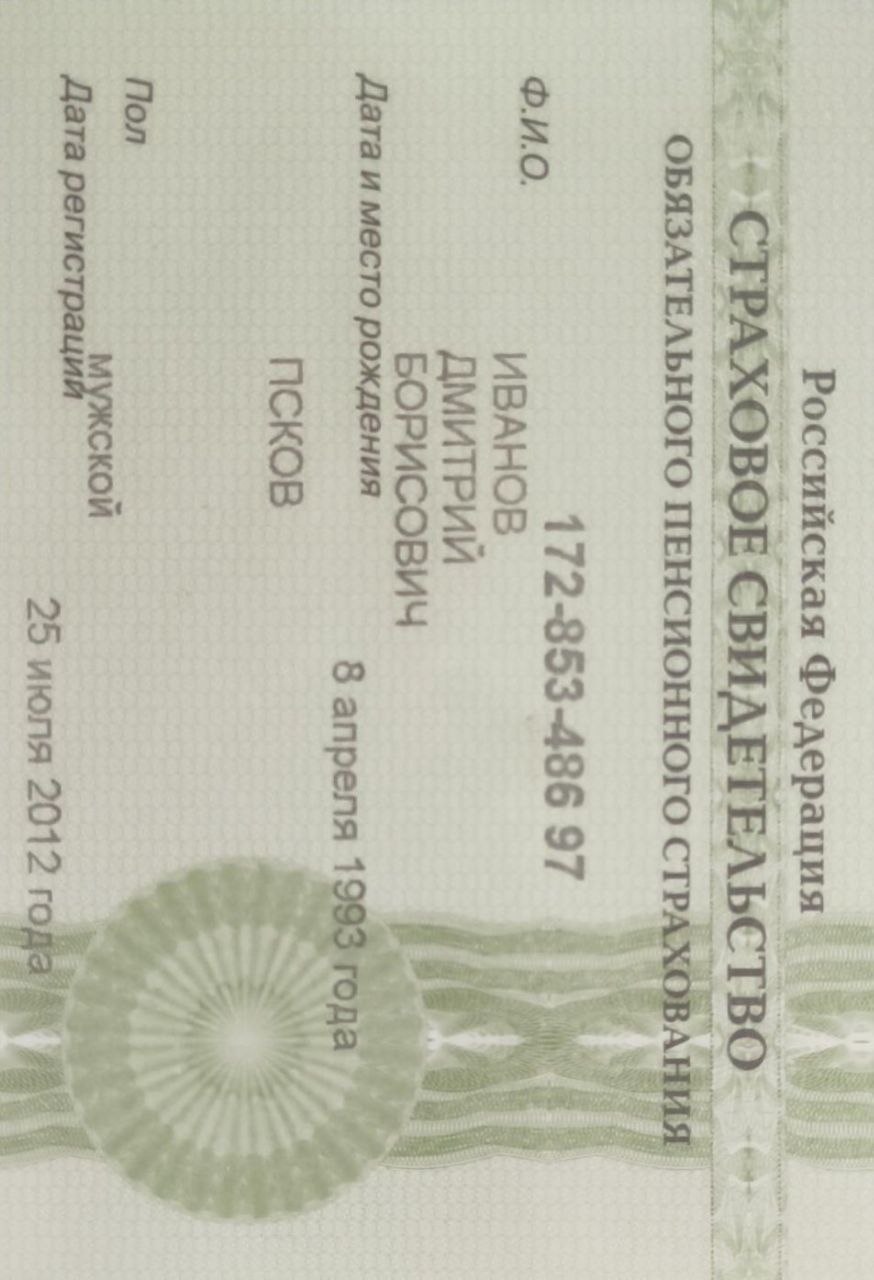 Российская Федерация
СТРАХОВОЕ СВИДЕТЕЛЬСТВО
ОБЯЗАТЕЛЬНОГО ПЕНСИОННОГО СТРАХОВАНИЯ
172-853-486 97
Ф.И.О.
ИВАНОВ
ДМИТРИЙ
БОРИСОВИЧ
Дата и место рождения
8 апреля 1993 года
ПСКОВ
Пол
мужской
Дата регистрации
25 июля 2012 года